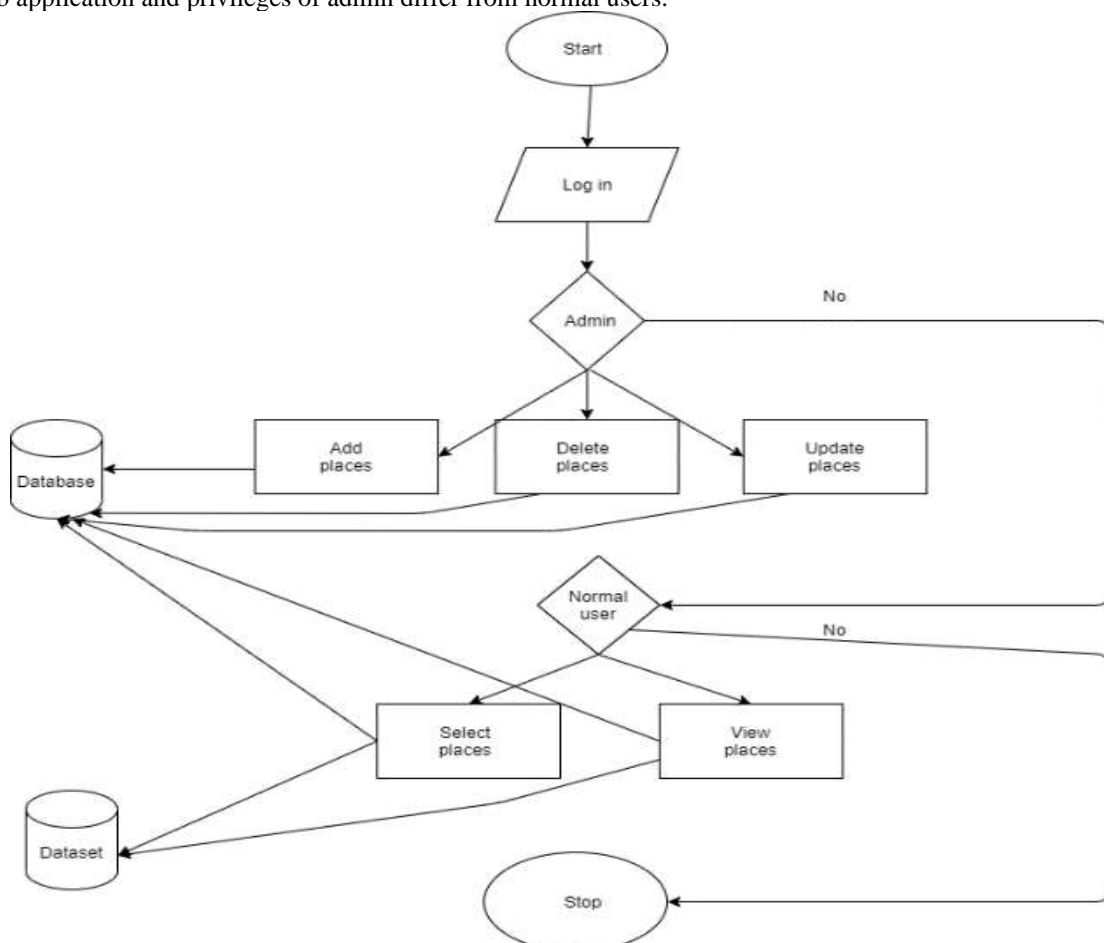 application and privileges of admin differ from normal users.
Start
Log in
No
Admin
Add
places
Delete
places
Update
places
Database
Normal
user
No
Select
places
View
places
Dataset
Stop